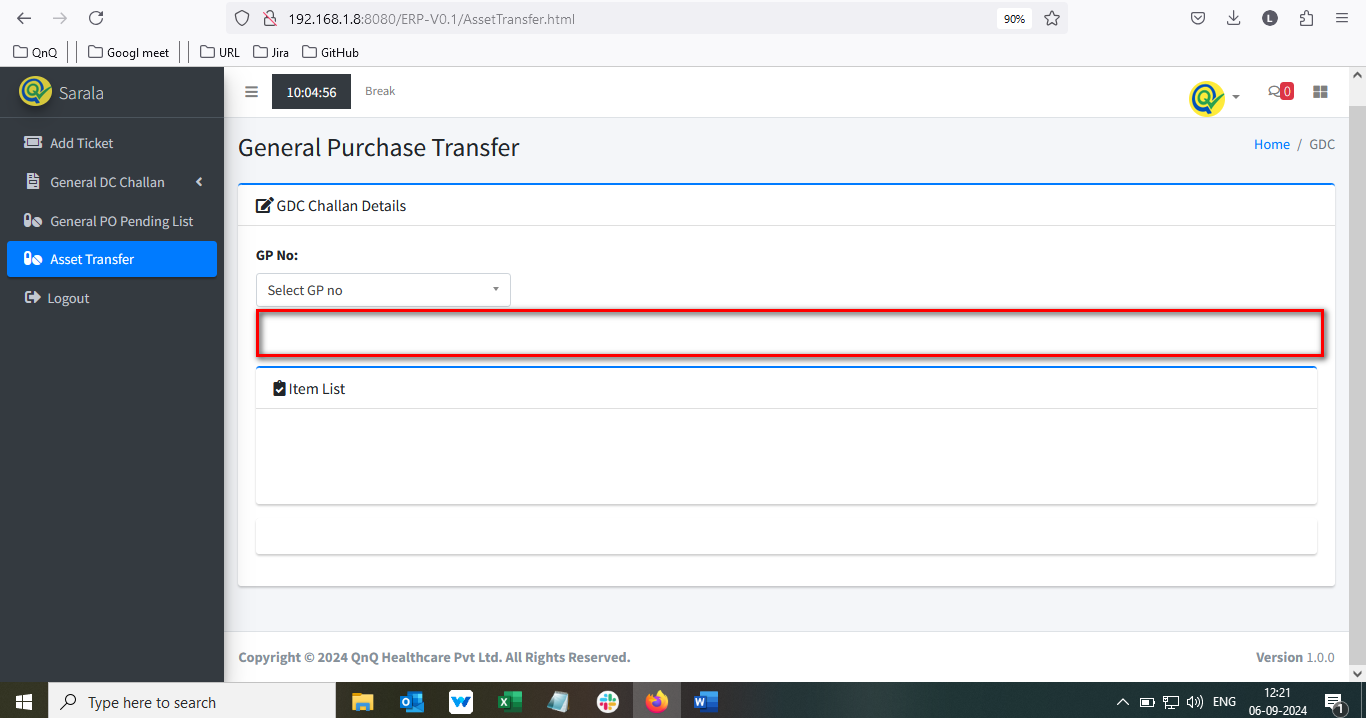 192.168.1.8:8080/ERP-V0.1/AssetTransfer.html
90%
L
QnQ
Googl meet
URL
Jira
GitHub
Sarala
10:04:56
Break
0
Add Ticket
General DC Challan
General PO Pending List
Asset Transfer
Logout
General Purchase Transfer
Home / GDC
GDC Challan Details
GP No:
Select GP no
Item List
Copyright © 2024 QnQ Healthcare Pvt Ltd. All Rights Reserved.
Version 1.0.0
Type here to search
ENG
12:21
06-09-2024
1